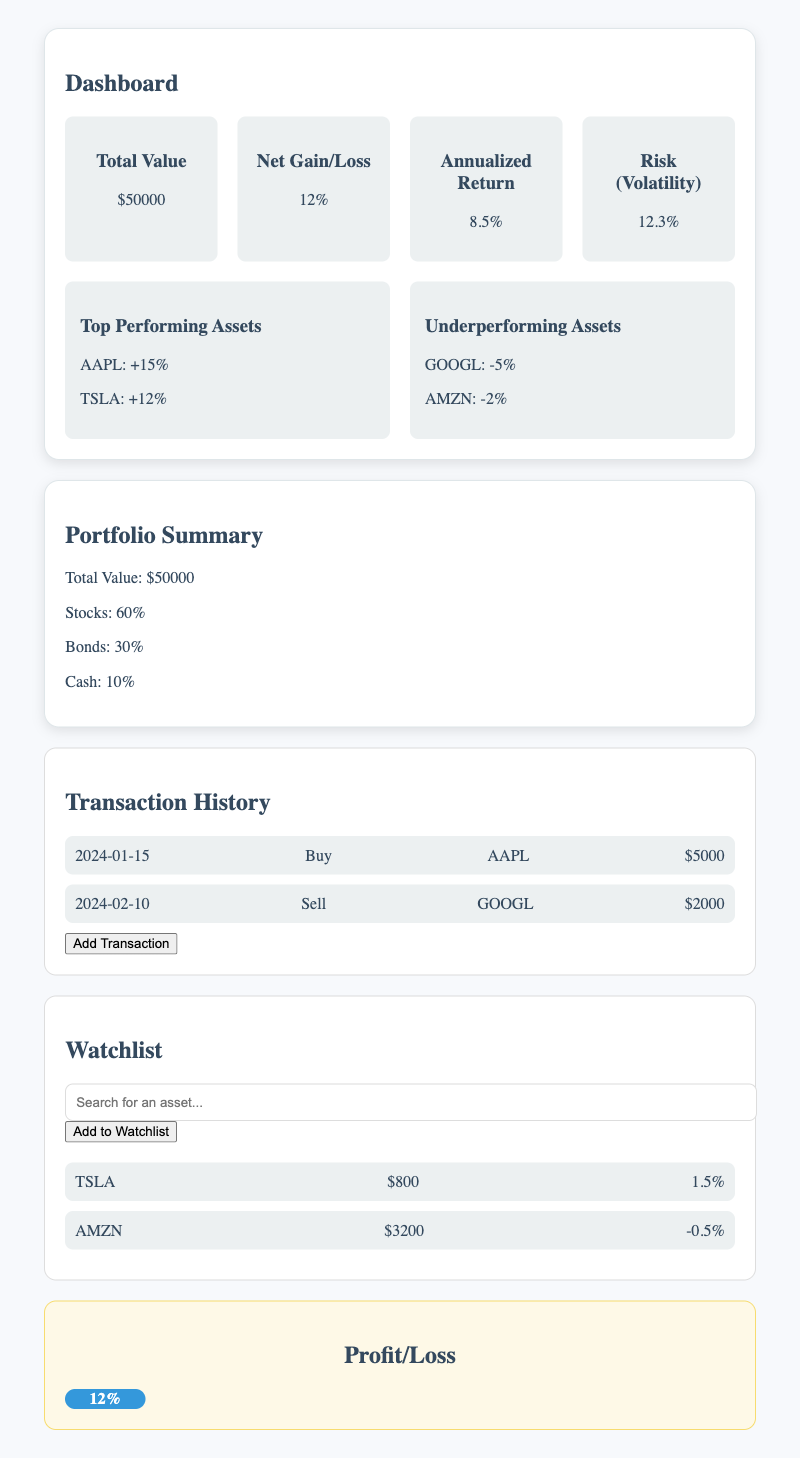 Dashboard
Total Value
$50000
Net Gain/Loss
12%
Annualized
Return
8.5%
Risk
(Volatility)
12.3%
Top Performing Assets
AAPL: +15%
TSLA: +12%
Underperforming Assets
GOOGL: -5%
AMZN: -2%
Portfolio Summary
Total Value: $50000
Stocks: 60%
Bonds: 30%
Cash: 10%
Transaction History
2024-01-15 Buy AAPL $5000
2024-02-10 Sell GOOGL $2000
Add Transaction
Watchlist
Search for an asset...
Add to Watchlist
TSLA $800 1.5%
AMZN $3200 -0.5%
Profit/Loss
12%